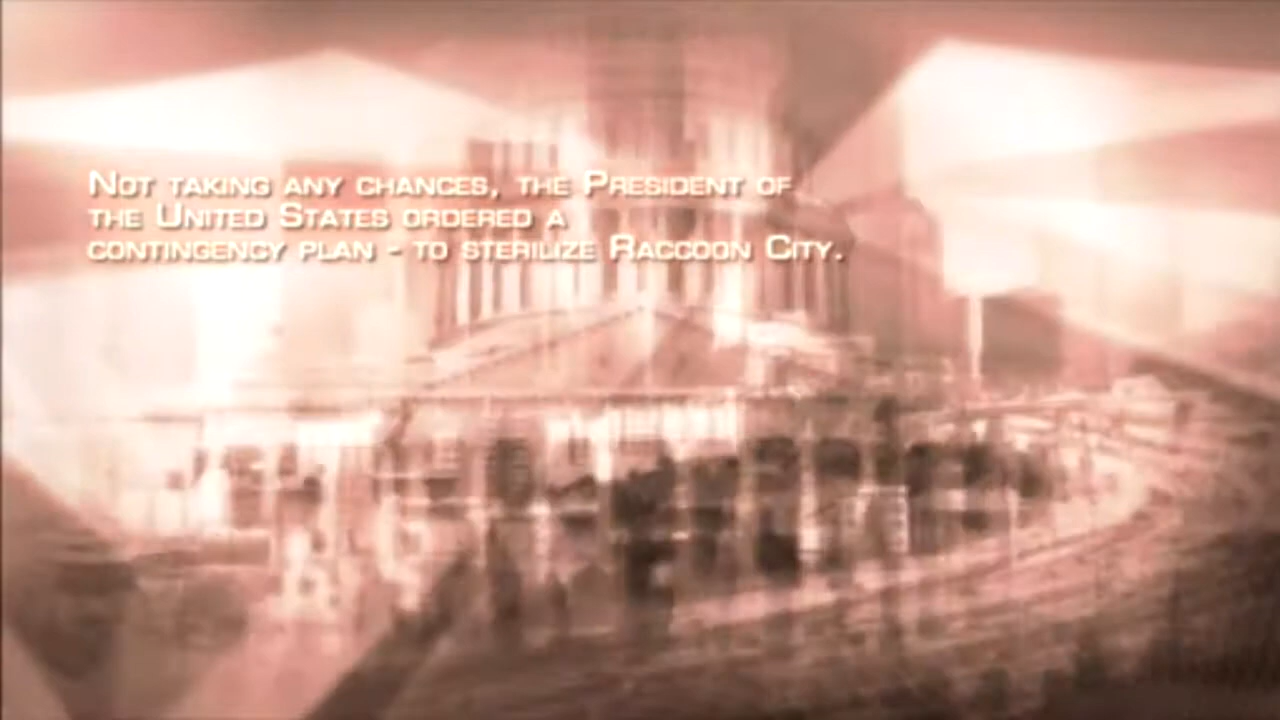 Not taking any chances, the President of
the United States ordered a
contingency plan - to sterilize Raccoon City.